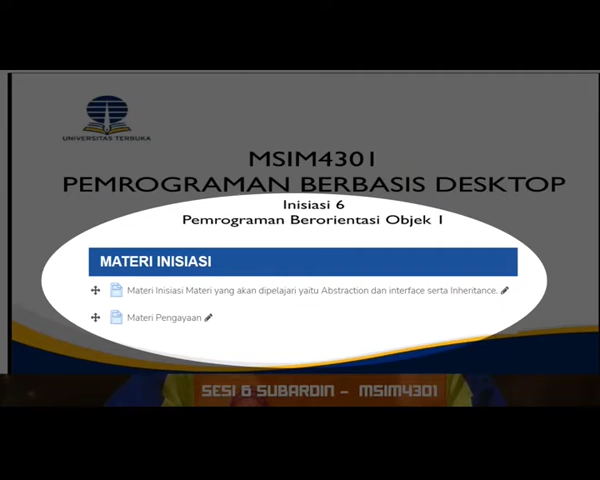 UNIVERSITAS TERBUKA
MSIM4301
PEMROGRAMAN BERBASIS DESKTOP
Inisiasi 6
Pemrograman Berorientasi Objek 1
MATERI INISIASI
Materi Inisiasi Materi yang akan dipelajari yaitu Abstraction dan interface serta Inheritance.
Materi Pengayaan
SESI 6 SUBARDIN - MSIM4301